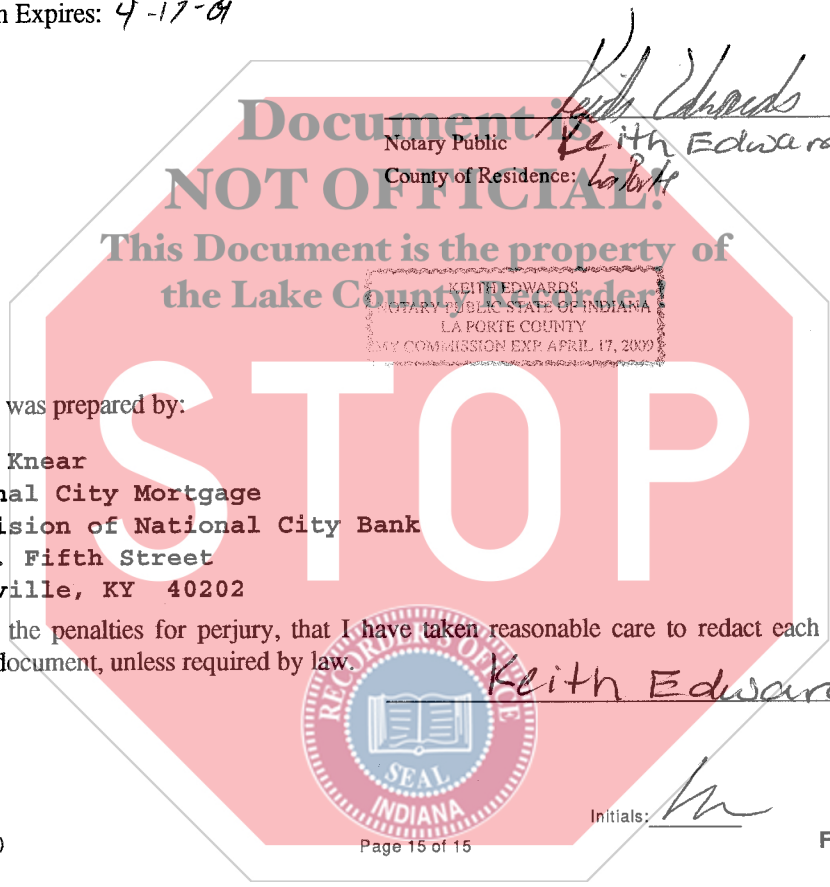 n Expires: 4-17-09
Document is
NOT OFFICIAL!
This Document is the property of
the Lake County Recorder!
Keith Edwards
Notary Public Keith Edwar
County of Residence: LaPorte
KEITH EDWARDS
NOTARY PUBLIC STATE OF INDIANA
LA PORTE COUNTY
MY COMMISSION EXP. APRIL 17, 2009
STOP
was prepared by:
Knear
nal City Mortgage
ision of National City Bank
. Fifth Street
ville, KY 40202
the penalties for perjury, that I have taken reasonable care to redact each
document, unless required by law.
Keith Edwar
RECORDER'S OFFICE
SEAL
INDIANA
Initials:
)
Page 15 of 15
F